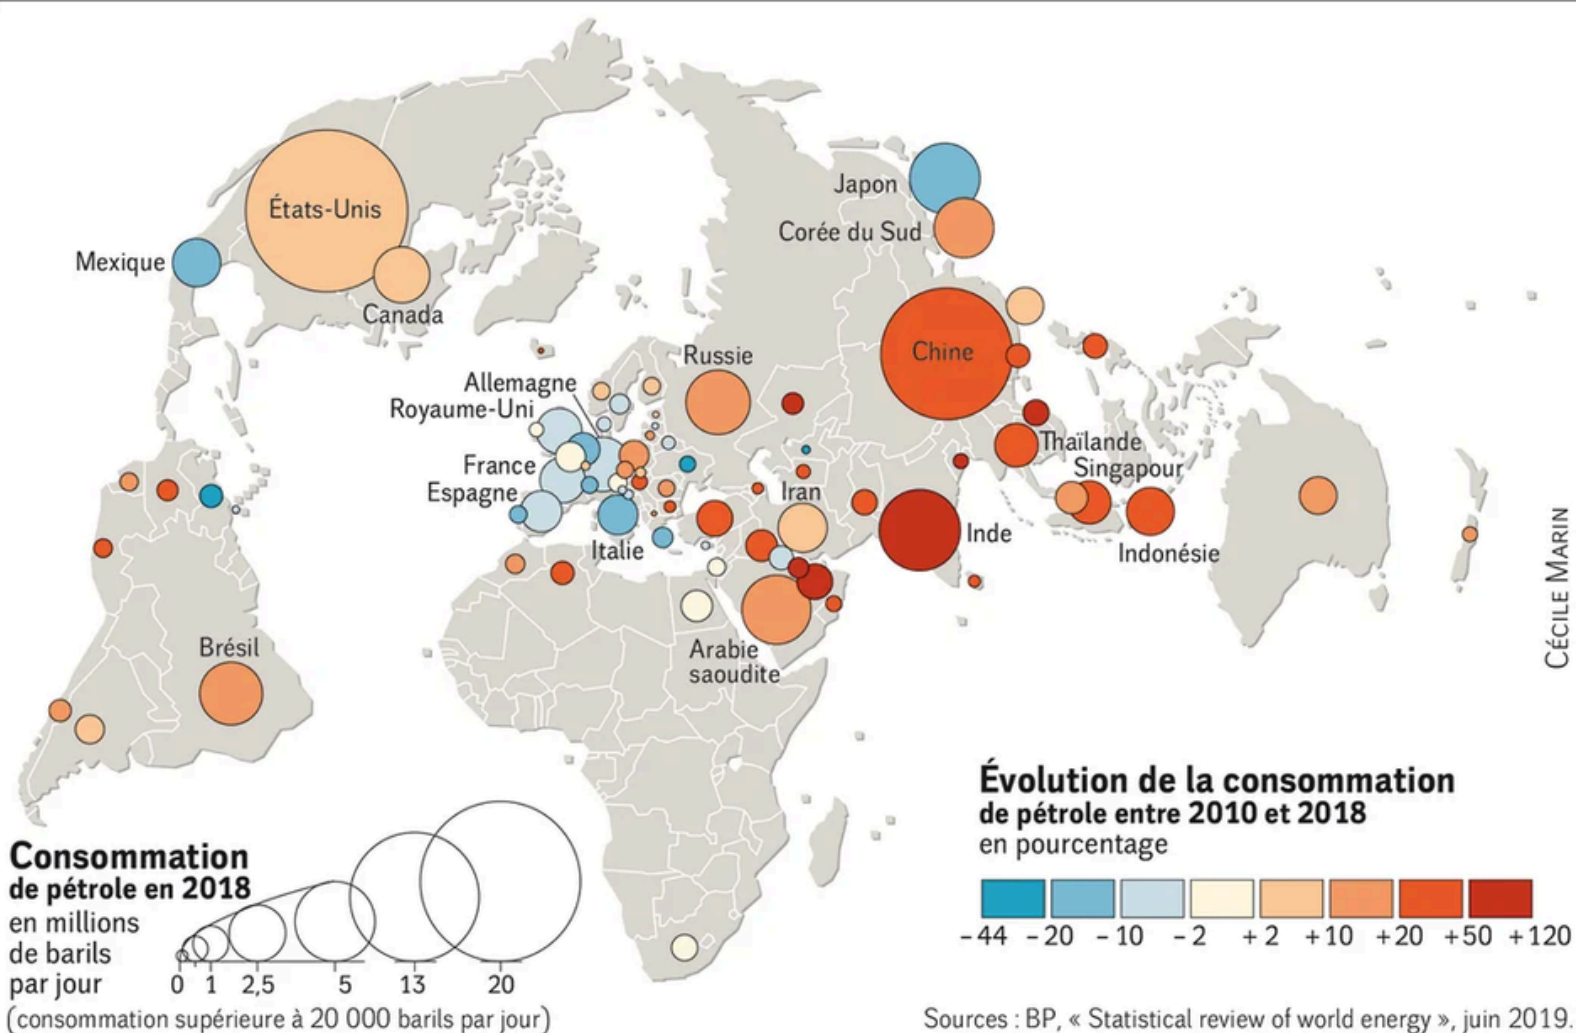 Japon
États-Unis
Corée du Sud
Mexique
Canada
Chine
Russie
Allemagne
Royaume-Uni
Thaïlande
France
Singapour
Espagne
Iran
Inde
Italie
Indonésie
Brésil
Arabie
saoudite
CÉCILE MARIN
Consommation
de pétrole en 2018
en millions
de barils
par jour
0 1 2,5 5 13 20
(consommation supérieure à 20 000 barils par jour)
Évolution de la consommation
de pétrole entre 2010 et 2018
en pourcentage
– 44 – 20 – 10 – 2 + 2 + 10 + 20 + 50 + 120
Sources : BP, « Statistical review of world energy », juin 2019.